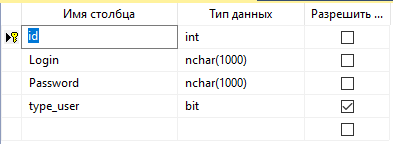 Имя столбца Тип данных Разрешить ...
id int
Login nchar(1000)
Password nchar(1000)
type_user bit